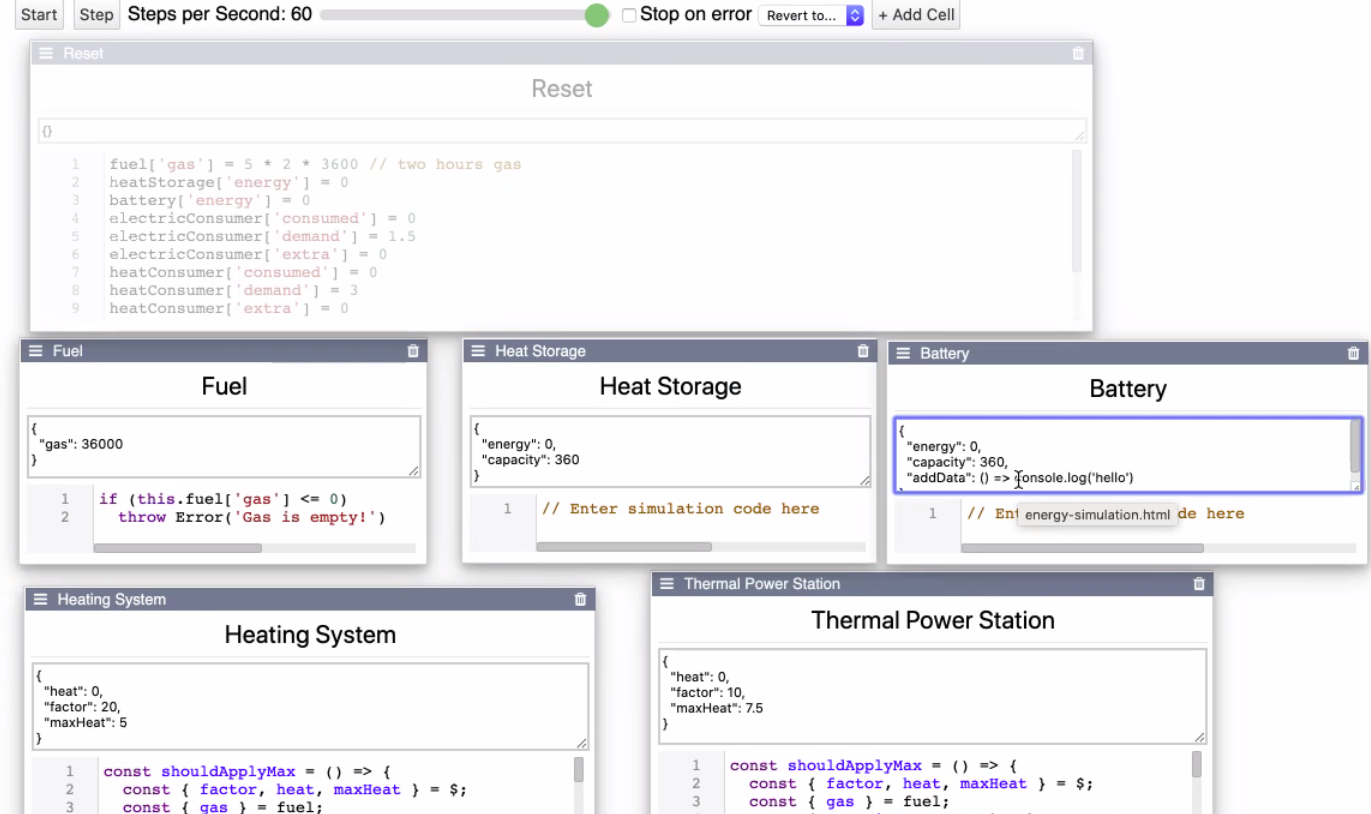 Start Step Steps per Second: 60 Stop on error Revert to... + Add Cell
Reset
Reset
{}
1 fuel['gas'] = 5 * 2 * 3600 // two hours gas
2 heatStorage['energy'] = 0
3 battery['energy'] = 0
4 electricConsumer['consumed'] = 0
5 electricConsumer['demand'] = 1.5
6 electricConsumer['extra'] = 0
7 heatConsumer['consumed'] = 0
8 heatConsumer['demand'] = 3
9 heatConsumer['extra'] = 0
Fuel
Fuel
{
"gas": 36000
}
1 if (this.fuel['gas'] <= 0)
2 throw Error('Gas is empty!')
Heat Storage
Heat Storage
{
"energy": 0,
"capacity": 360
}
1 // Enter simulation code here
Battery
Battery
{
"energy": 0,
"capacity": 360,
"addData": () => console.log('hello')
1 // Ent
energy-simulation.html
de here
Heating System
Heating System
{
"heat": 0,
"factor": 20,
"maxHeat": 5
}
1 const shouldApplyMax = () => {
2 const { factor, heat, maxHeat } = $;
3 const { gas } = fuel;
Thermal Power Station
Thermal Power Station
{
"heat": 0,
"factor": 10,
"maxHeat": 7.5
}
1 const shouldApplyMax = () => {
2 const { factor, heat, maxHeat } = $;
3 const { gas } = fuel;